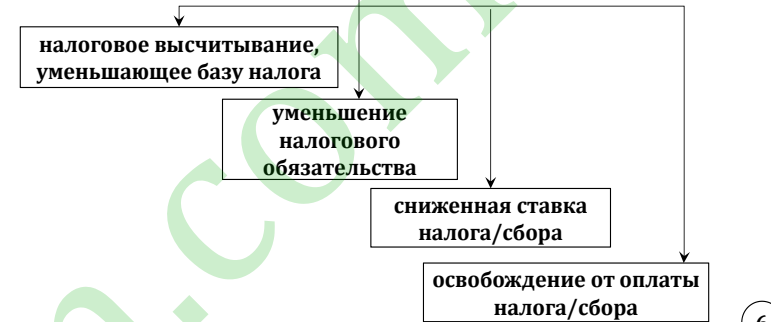 налоговое высчитывание,
уменьшающее базу налога
уменьшение
налогового
обязательства
сниженная ставка
налога/сбора
освобождение от оплаты
налога/сбора